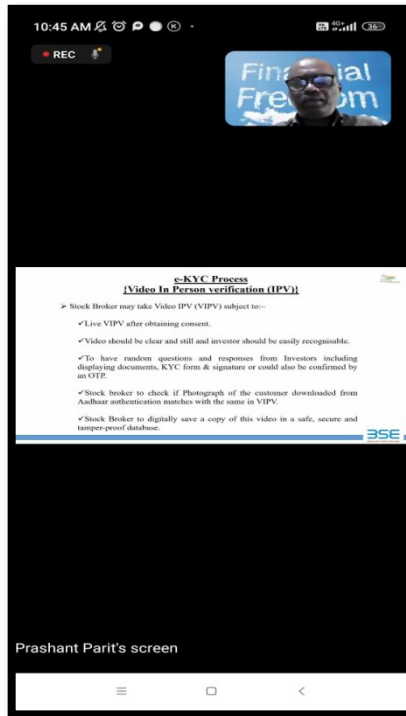 10:45 AM
4G+
36
REC
Financial
Freedom
e-KYC Process
{Video In Person verification (IPV)}
➤ Stock Broker may take Video IPV (VIPV) subject to:–
✓Live VIPV after obtaining consent.
✓Video should be clear and still and investor should be easily recognisable.
✓To have random questions and responses from Investors including
displaying documents, KYC form & signature or could also be confirmed by
an OTP.
✓Stock broker to check if Photograph of the customer downloaded from
Aadhaar authentication matches with the same in VIPV.
✓Stock Broker to digitally save a copy of this video in a safe, secure and
tamper-proof database.
BSE
Prashant Parit's screen